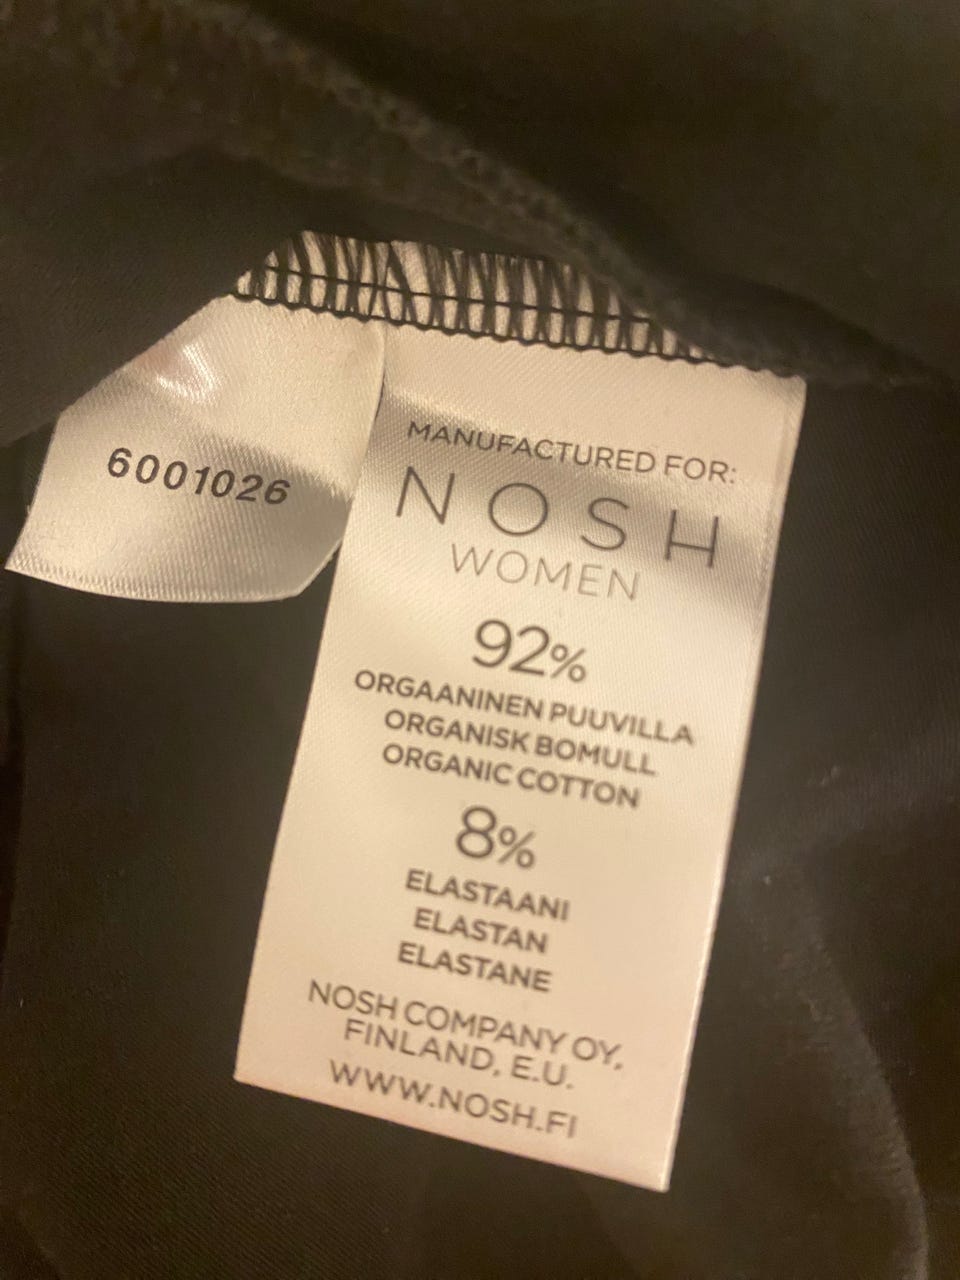 6001026
MANUFACTURED FOR:
NOSH
WOMEN
92%
ORGAANINEN PUUVILLA
ORGANISK BOMULL
ORGANIC COTTON
8%
ELASTAANI
ELASTAN
ELASTANE
NOSH COMPANY OY,
FINLAND, E.U.
WWW.NOSH.FI